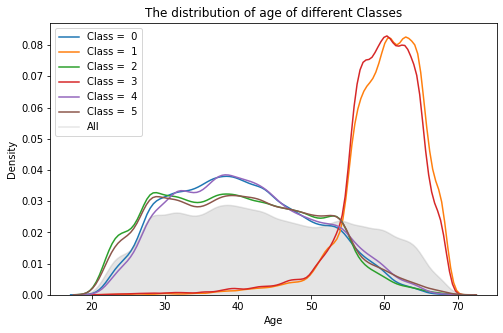 The distribution of age of different Classes
Class = 0
Class = 1
Class = 2
Class = 3
Class = 4
Class = 5
All
0.08
0.07
0.06
0.05
0.04
0.03
0.02
0.01
0.00
Density
20
30
40
50
60
70
Age